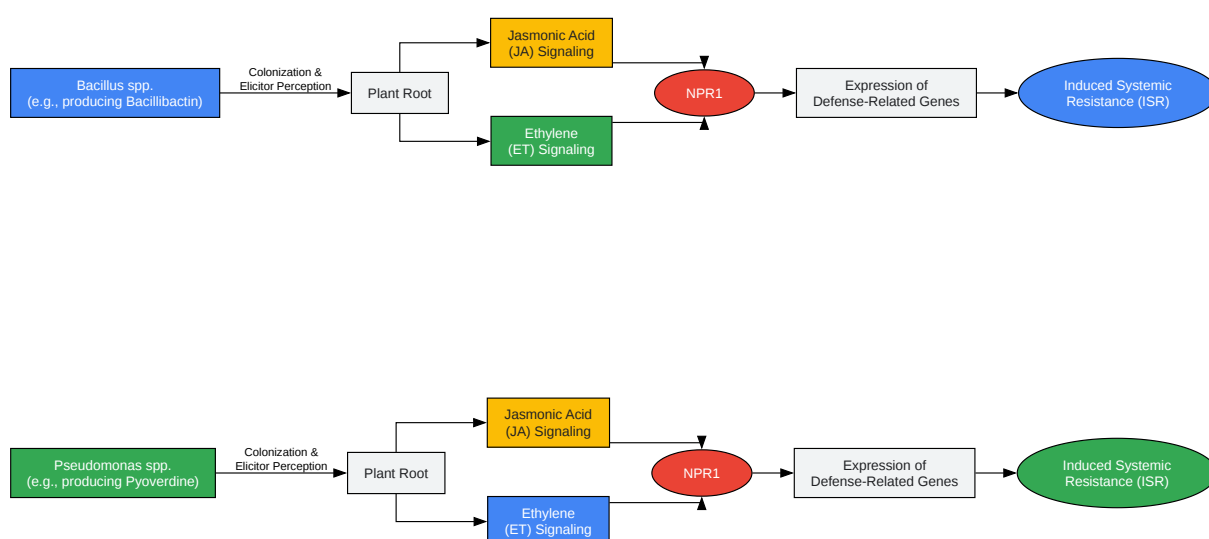 Jasmonic Acid
(JA) Signaling
Bacillus spp.
(e.g., producing Bacillibactin)
Colonization &
Elicitor Perception
Plant Root
NPR1
Expression of
Defense-Related Genes
Induced Systemic
Resistance (ISR)
Ethylene
(ET) Signaling
Jasmonic Acid
(JA) Signaling
Pseudomonas spp.
(e.g., producing Pyoverdine)
Colonization &
Elicitor Perception
Plant Root
NPR1
Expression of
Defense-Related Genes
Induced Systemic
Resistance (ISR)
Ethylene
(ET) Signaling